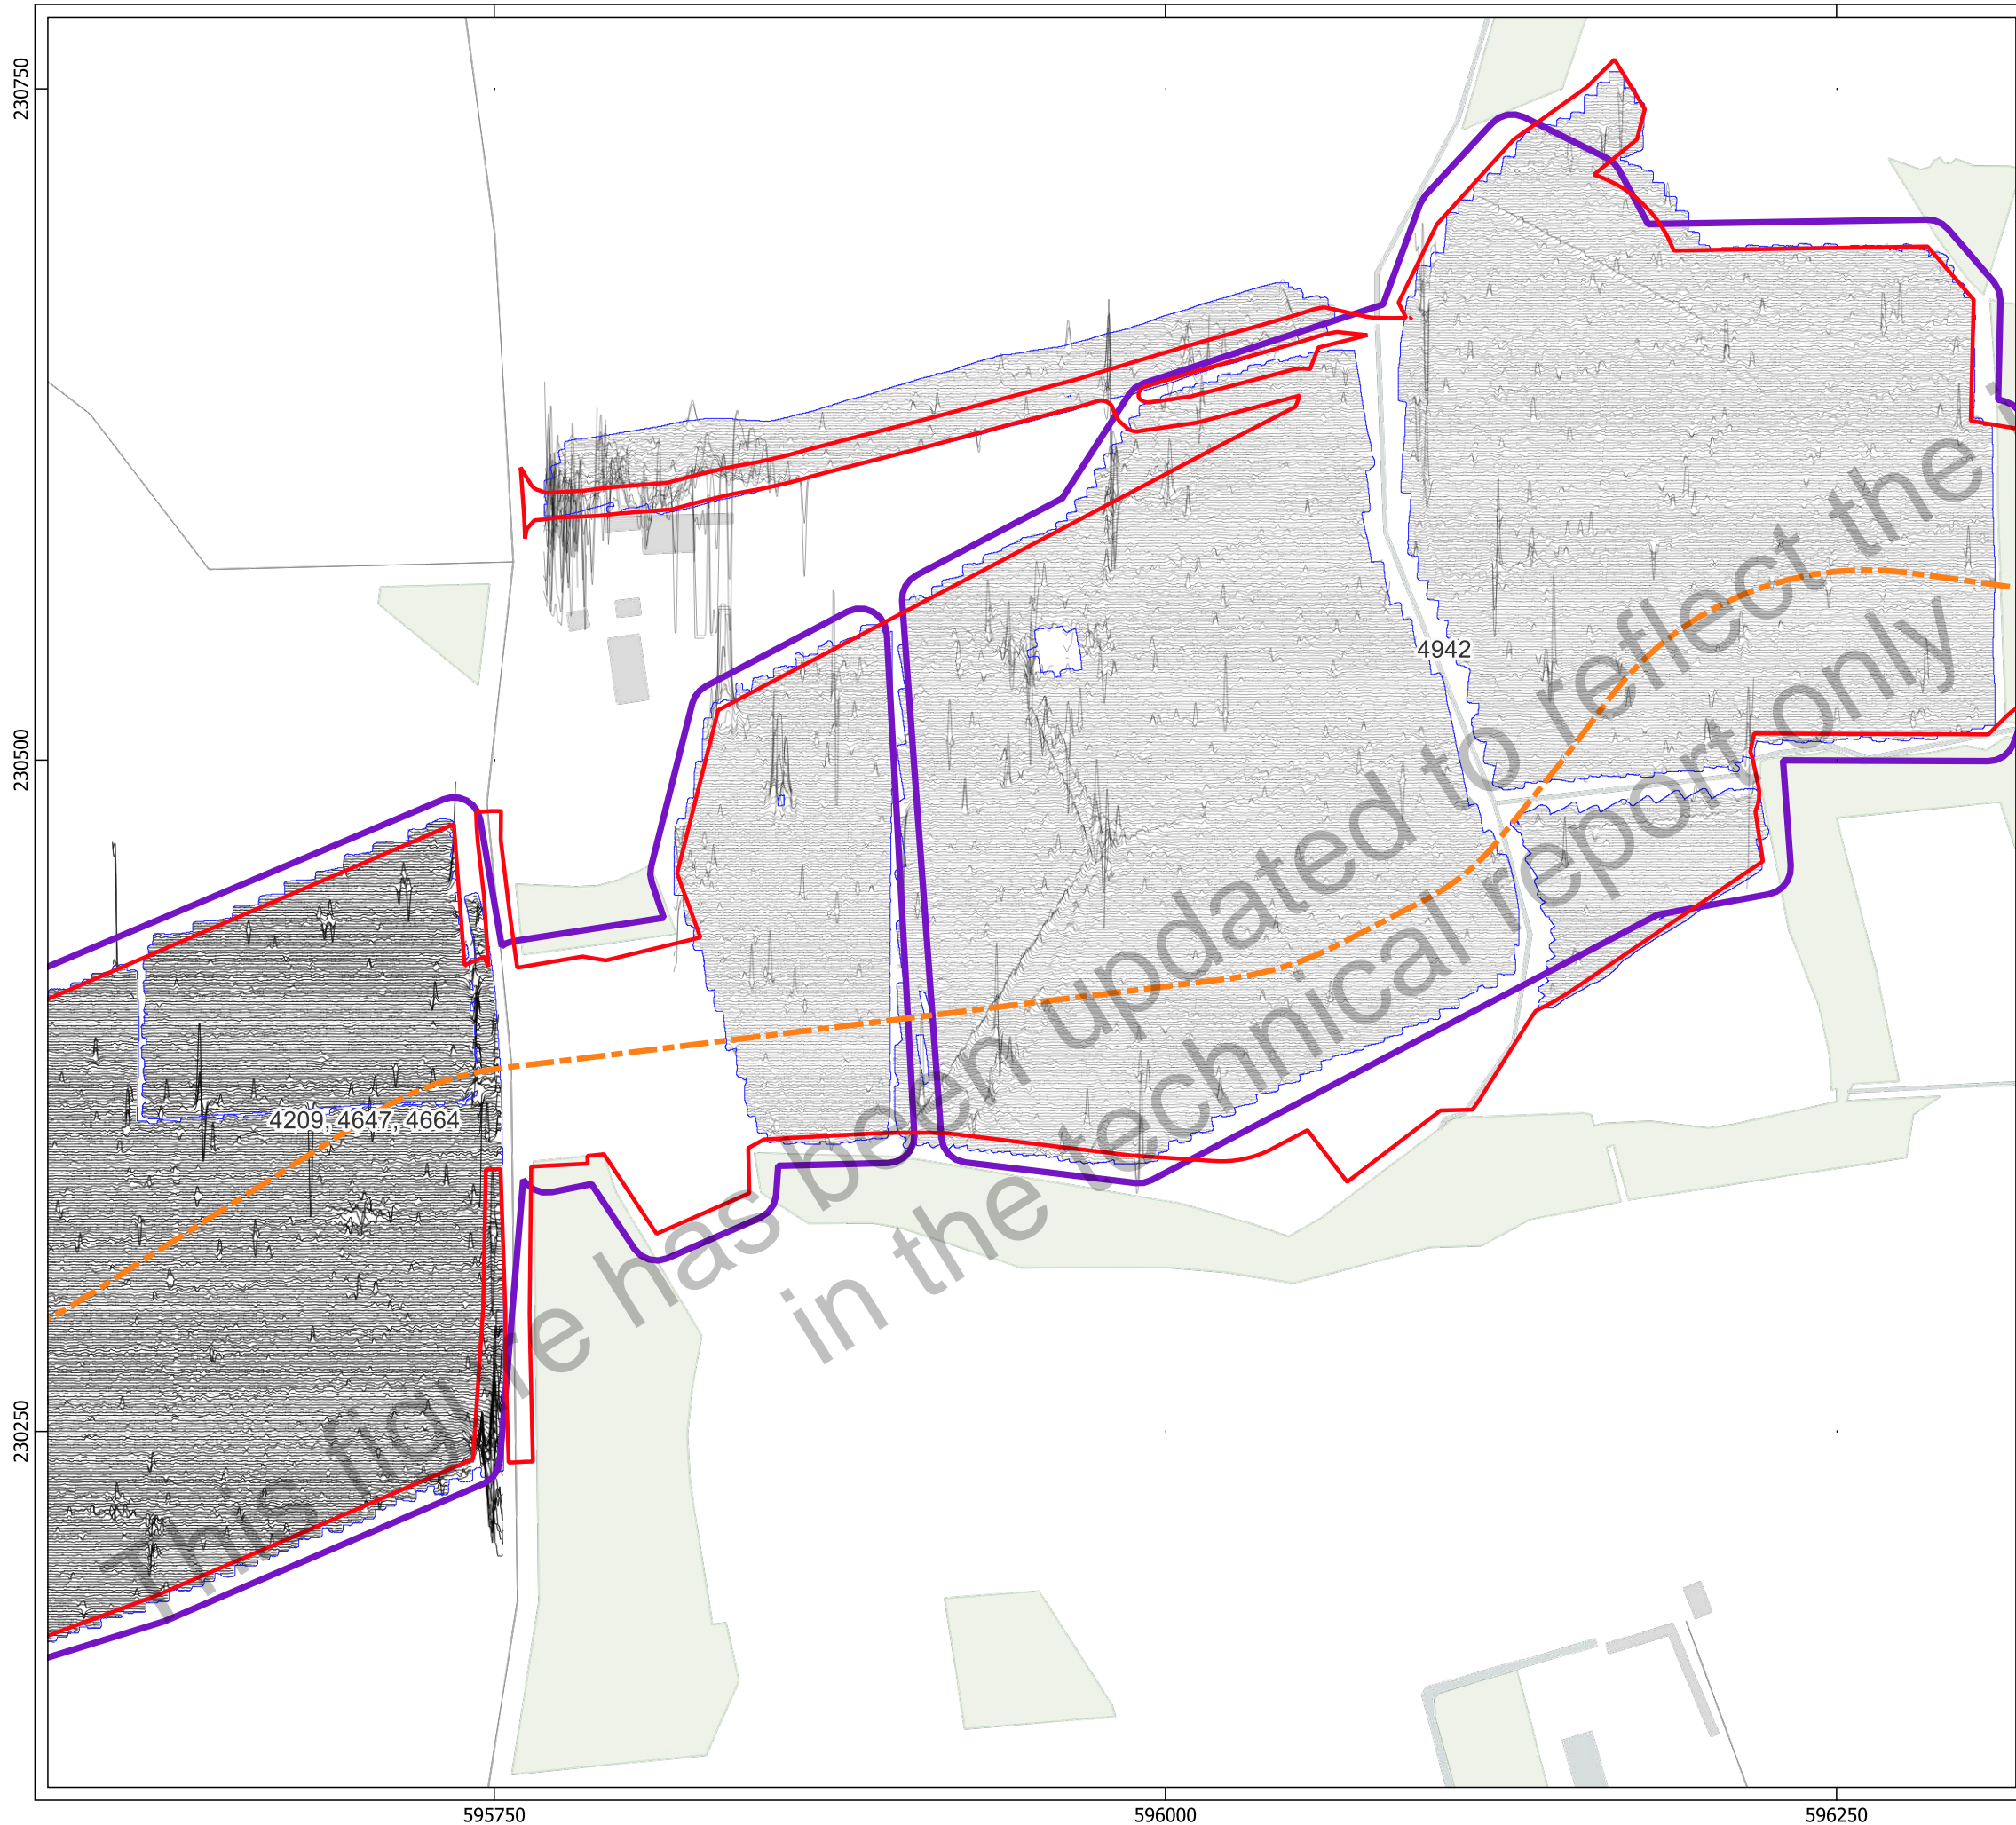 230750
4942
230500
4209, 4647, 4664
230250
595750
596000
596250
This figure has been updated to reflect the
in the technical report only